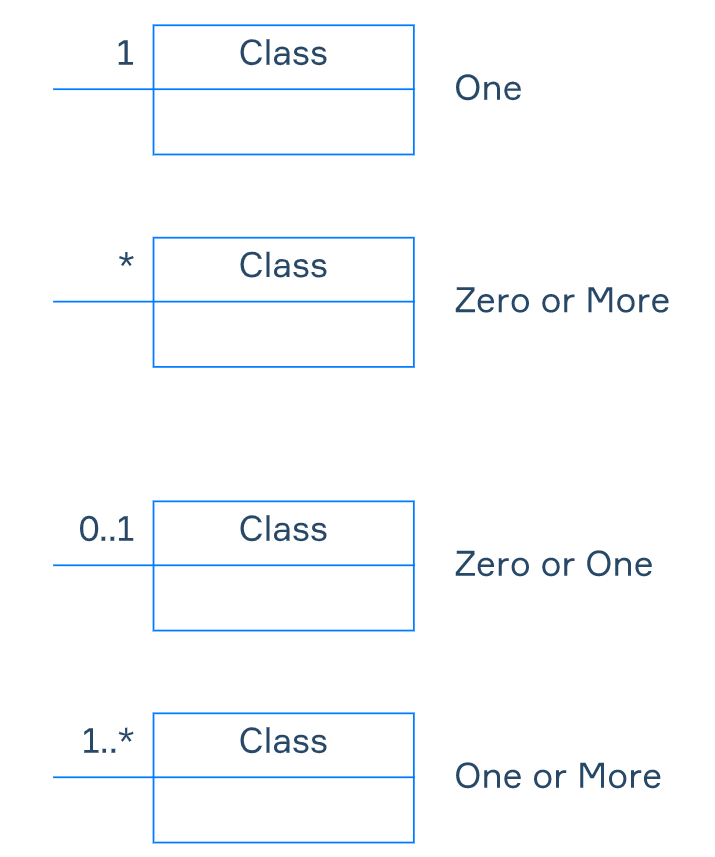 1 Class
One
* Class
Zero or More
0..1 Class
Zero or One
1..* Class
One or More